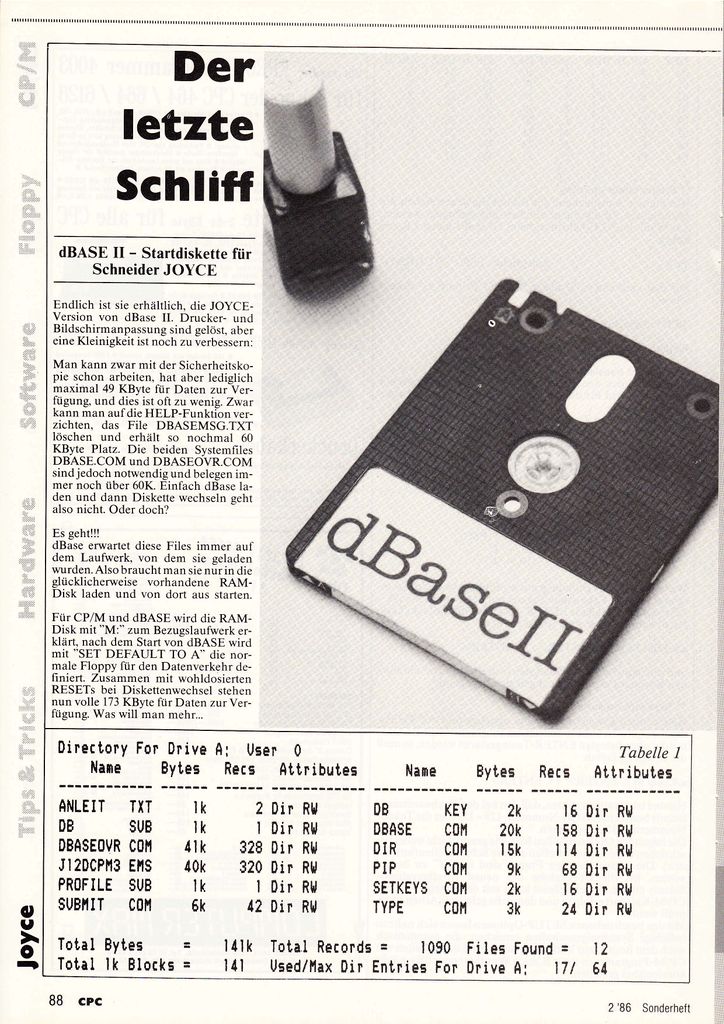 Der
letzte
Schliff
dBASE II – Startdiskette für
Schneider JOYCE
Endlich ist sie erhältlich, die JOYCE-
Version von dBase II. Drucker- und
Bildschirmanpassung sind gelöst, aber
eine Kleinigkeit ist noch zu verbessern:
Man kann zwar mit der Sicherheitsko-
pie schon arbeiten, hat aber lediglich
maximal 49 KByte für Daten zur Ver-
fügung, und dies ist oft zu wenig. Zwar
kann man auf die HELP-Funktion ver-
zichten, das File DBASEMSG.TXT
löschen und erhält so nochmal 60
KByte Platz. Die beiden Systemfiles
DBASE.COM und DBASEOVR.COM
sind jedoch notwendig und belegen im-
mer noch über 60K. Einfach dBase la-
den und dann Diskette wechseln geht
also nicht. Oder doch?
Es geht!!!
dBase erwartet diese Files immer auf
dem Laufwerk, von dem sie geladen
wurden. Also braucht man sie nur in die
glücklicherweise vorhandene RAM-
Disk laden und von dort aus starten.
Für CP/M und dBASE wird die RAM-
Disk mit "M:" zum Bezugslaufwerk er-
klärt, nach dem Start von dBASE wird
mit "SET DEFAULT TO A" die nor-
male Floppy für den Datenverkehr de-
finiert. Zusammen mit wohldosierten
RESETs bei Diskettenwechsel stehen
nun volle 173 KByte für Daten zur Ver-
fügung. Was will man mehr...
dBaseII
Directory For Drive A: User 0
Tabelle 1
Name Bytes Recs Attributes Name Bytes Recs Attributes
------------ ------ ------ ------------ ------------ ------ ------ ------------
ANLEIT TXT 1k 2 Dir RW DB KEY 2k 16 Dir RW
DB SUB 1k 1 Dir RW DBASE COM 20k 158 Dir RW
DBASEOVR COM 41k 328 Dir RW DIR COM 15k 114 Dir RW
J12DCPM3 EMS 40k 320 Dir RW PIP COM 9k 68 Dir RW
PROFILE SUB 1k 1 Dir RW SETKEYS COM 2k 16 Dir RW
SUBMIT COM 6k 42 Dir RW TYPE COM 3k 24 Dir RW
Total Bytes = 141k Total Records = 1090 Files Found = 12
Total 1k Blocks = 141 Used/Max Dir Entries For Drive A: 17/ 64
CP/M
Floppy
Software
Hardware
Tips & Tricks
Joyce
88 CPC
2 '86 Sonderheft